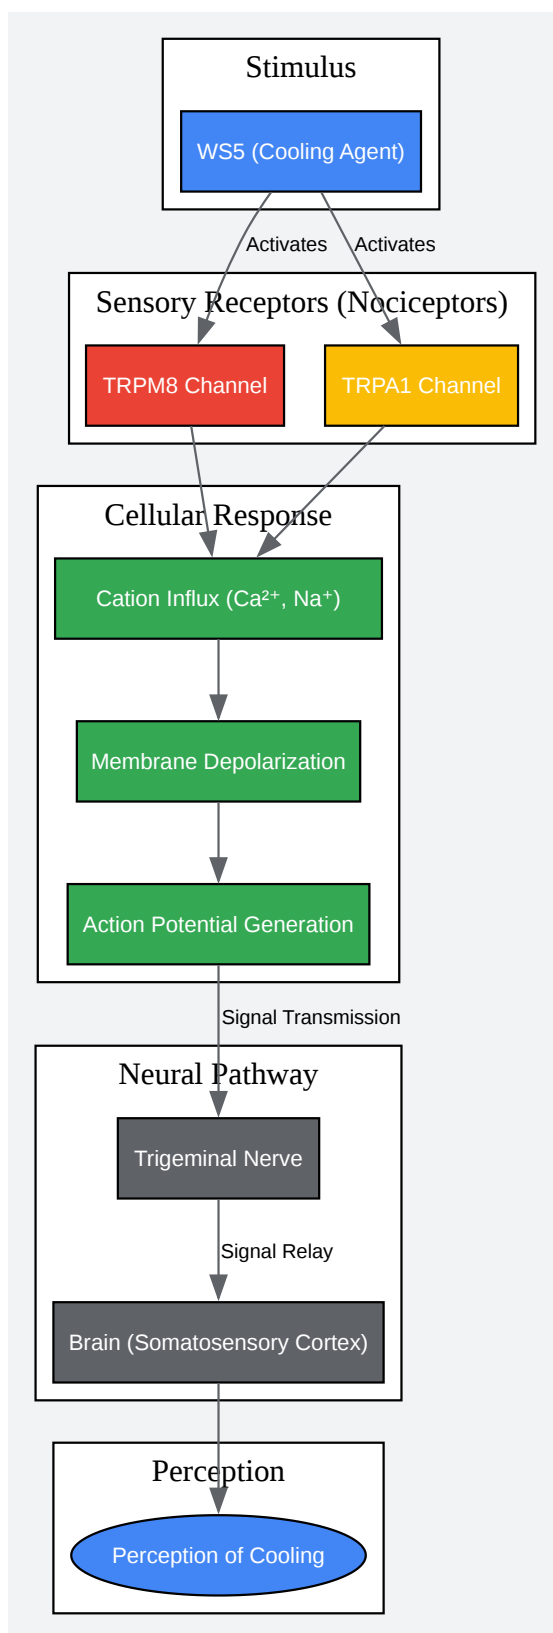 Stimulus
WS5 (Cooling Agent)
Activates
Activates
Sensory Receptors (Nociceptors)
TRPM8 Channel
TRPA1 Channel
Cellular Response
Cation Influx (Ca²⁺, Na⁺)
Membrane Depolarization
Action Potential Generation
Signal Transmission
Neural Pathway
Trigeminal Nerve
Signal Relay
Brain (Somatosensory Cortex)
Perception
Perception of Cooling